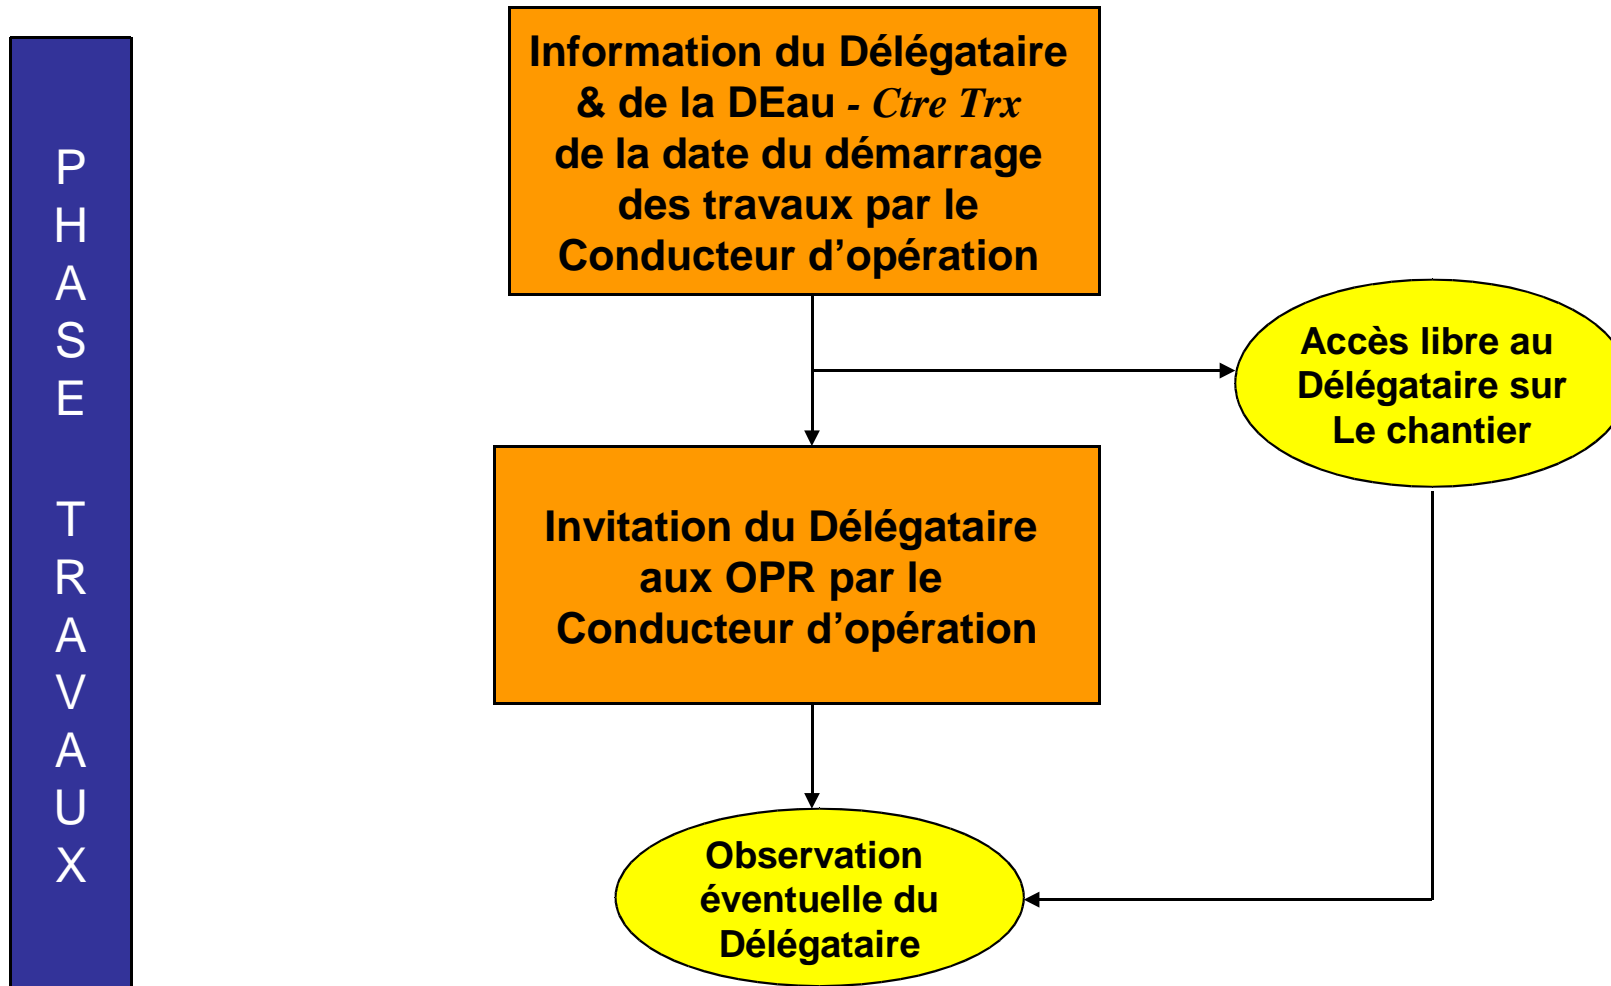 P
H
A
S
E
T
R
A
V
A
U
X
Information du Délégataire
& de la DEau - Ctre Trx
de la date du démarrage
des travaux par le
Conducteur d’opération
Accès libre au
Délégataire sur
Le chantier
Invitation du Délégataire
aux OPR par le
Conducteur d’opération
Observation
éventuelle du
Délégataire